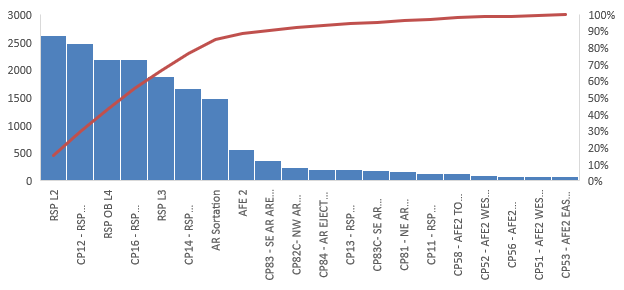 3000
2500
2000
1500
1000
500
0
100%
90%
80%
70%
60%
50%
40%
30%
20%
10%
0%
RSP L2
CP12 - RSP...
RSP OB L4
CP16 - RSP...
RSP L3
CP14 - RSP...
AR Sortation
AFE 2
CP83 - SE AR ARE...
CP82C- NW AR...
CP84 - AR EJECT...
CP13 - RSP...
CP83C- SE AR...
CP81 - NE AR...
CP11 - RSP...
CP58 - AFE2 TO...
CP52 - AFE2 WES...
CP56 - AFE2...
CP51 - AFE2 WES...
CP53 - AFE2 EAS...